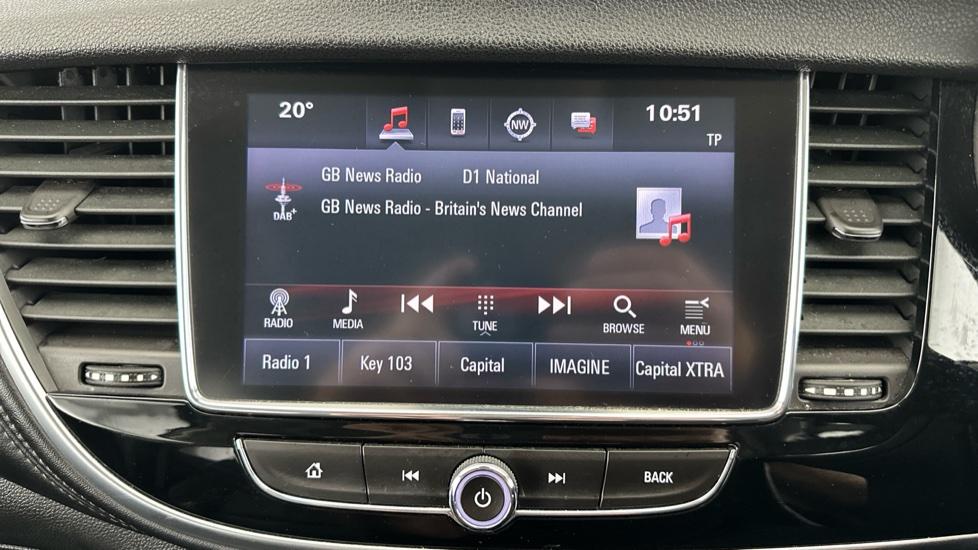 20° NW 10:51
TP
GB News Radio D1 National
DAB+ GB News Radio - Britain's News Channel
RADIO MEDIA TUNE BROWSE MENU
Radio 1 Key 103 Capital IMAGINE Capital XTRA
BACK